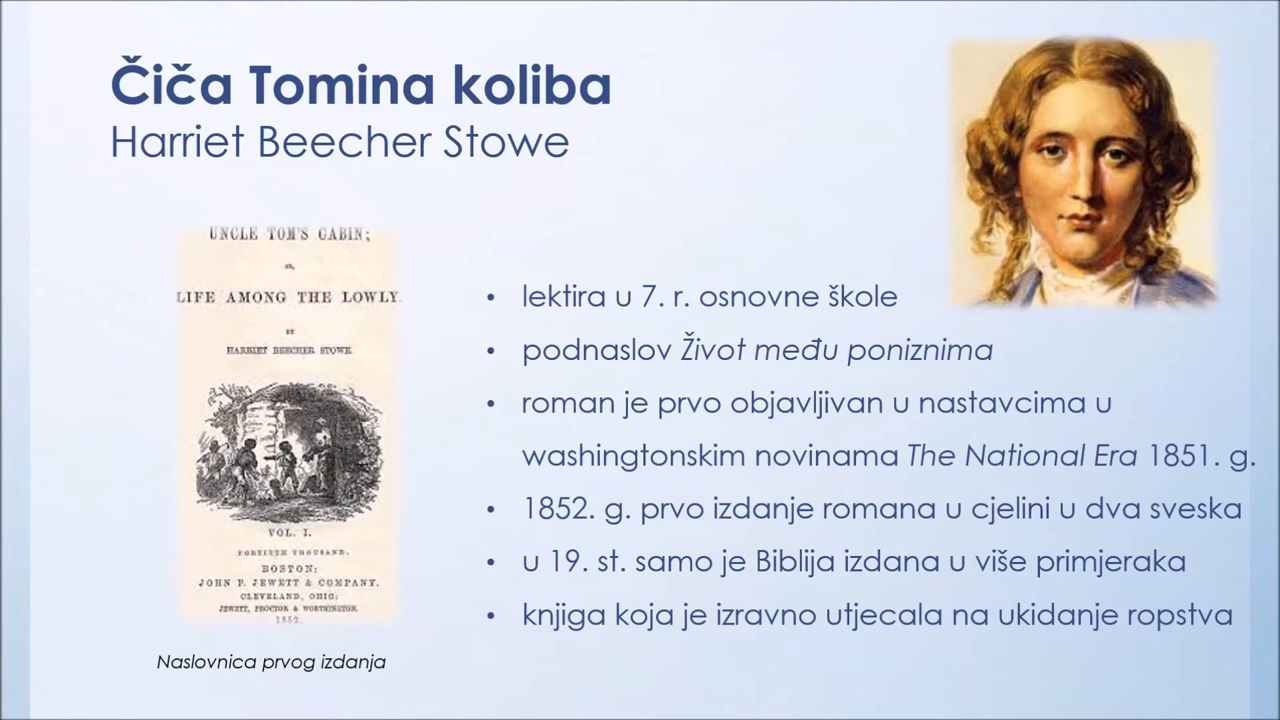 Čiča Tomina koliba
Harriet Beecher Stowe
UNCLE TOM'S CABIN;
OR,
LIFE AMONG THE LOWLY.
BY
HARRIET BEECHER STOWE.
VOL. I.
FORTIETH THOUSAND.
BOSTON:
JOHN P. JEWETT & COMPANY.
CLEVELAND, OHIO:
JEWETT, PROCTOR & WORTHINGTON.
1852.
Naslovnica prvog izdanja
• lektira u 7. r. osnovne škole
• podnaslov Život među poniznima
• roman je prvo objavljivan u nastavcima u
washingtonskim novinama The National Era 1851. g.
• 1852. g. prvo izdanje romana u cjelini u dva sveska
• u 19. st. samo je Biblija izdana u više primjeraka
• knjiga koja je izravno utjecala na ukidanje ropstva